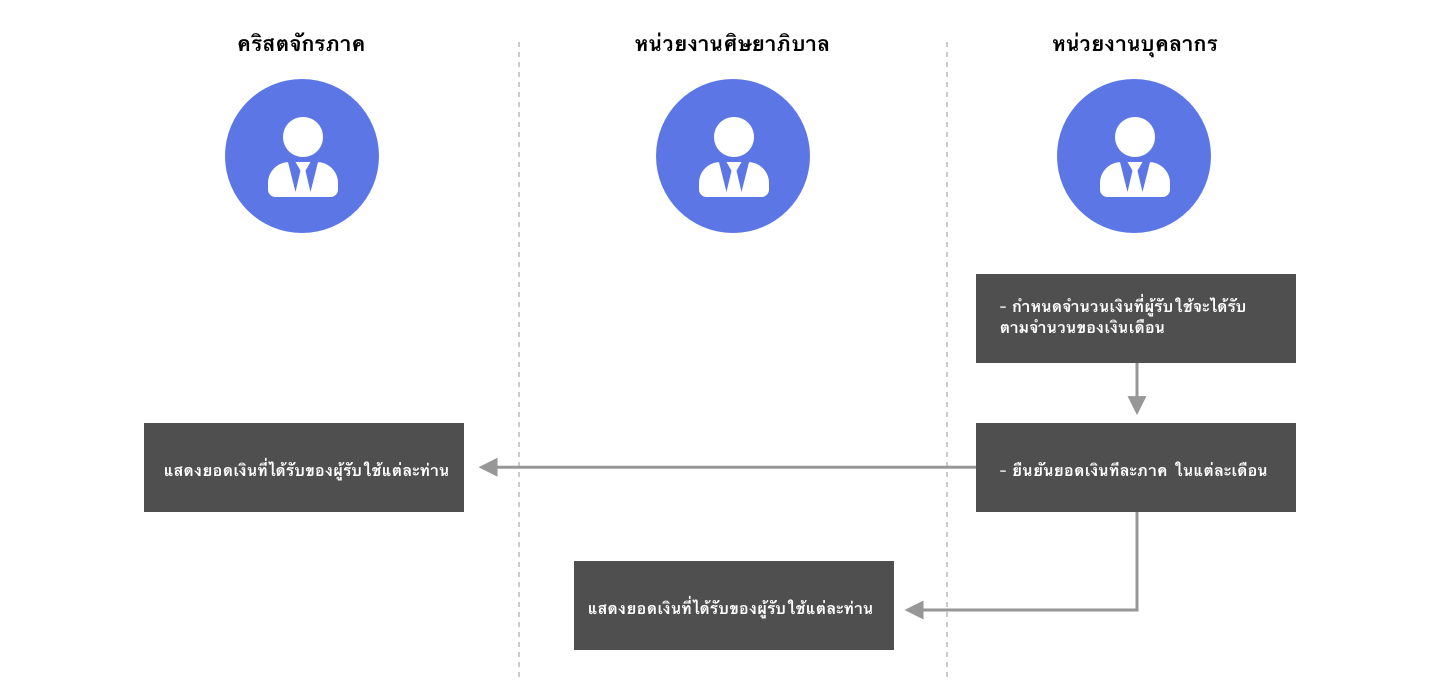 คริสตจักรภาค
หน่วยงานศิษยาภิบาล
หน่วยงานบุคลากร
- กำหนดจำนวนเงินที่ผู้รับใช้จะได้รับ
ตามจำนวนของเงินเดือน
แสดงยอดเงินที่ได้รับของผู้รับใช้แต่ละท่าน
- ยืนยันยอดเงินทีละภาค ในแต่ละเดือน
แสดงยอดเงินที่ได้รับของผู้รับใช้แต่ละท่าน